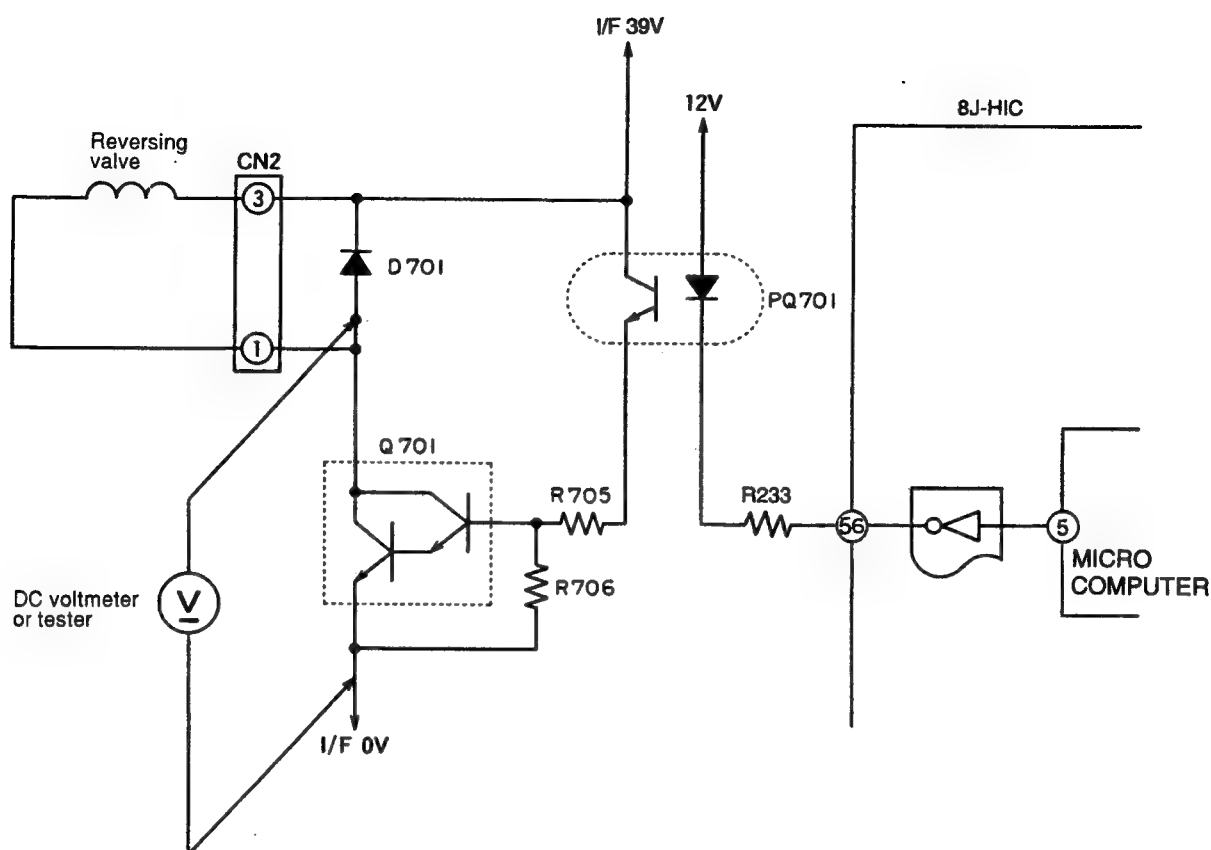 I/F 39V
12V
8J-HIC
Reversing
valve
CN2
3
D701
PQ701
1
Q701
R705
R233
56
5
MICRO
COMPUTER
R706
V
DC voltmeter
or tester
I/F 0V